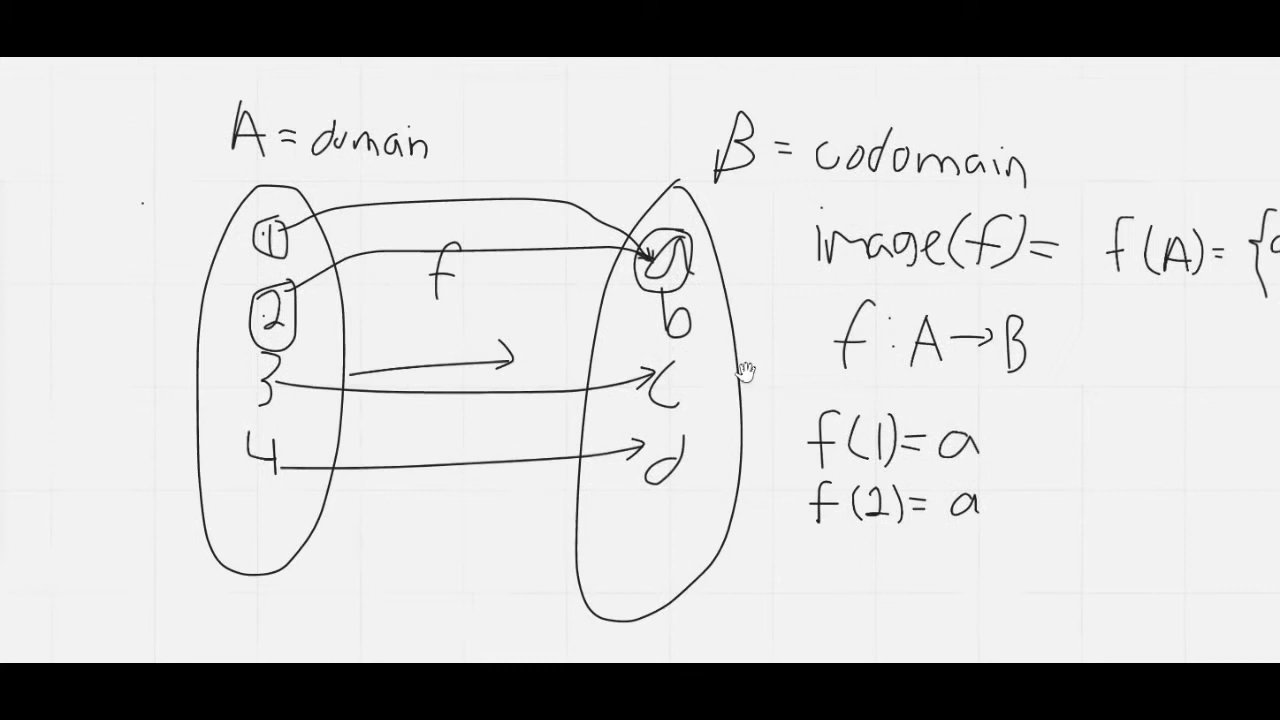 A = domain
B = codomain
1
a
image(f) = f(A) = {
2
f
b
f : A → B
3
c
4
d
f(1) = a
f(2) = a